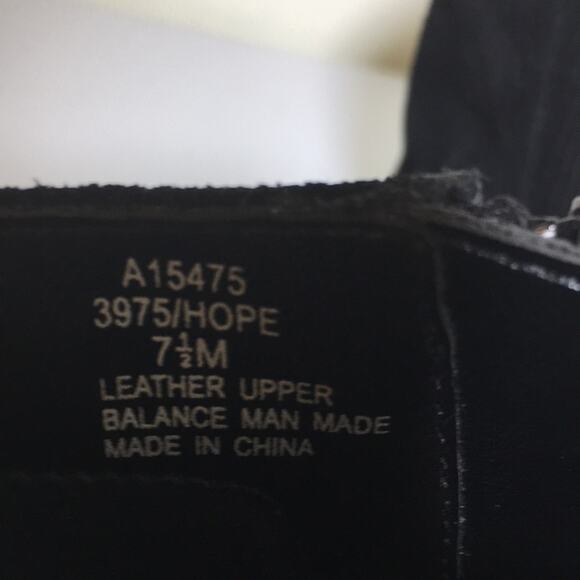 A15475
3975/HOPE
7½M
LEATHER UPPER
BALANCE MAN MADE
MADE IN CHINA